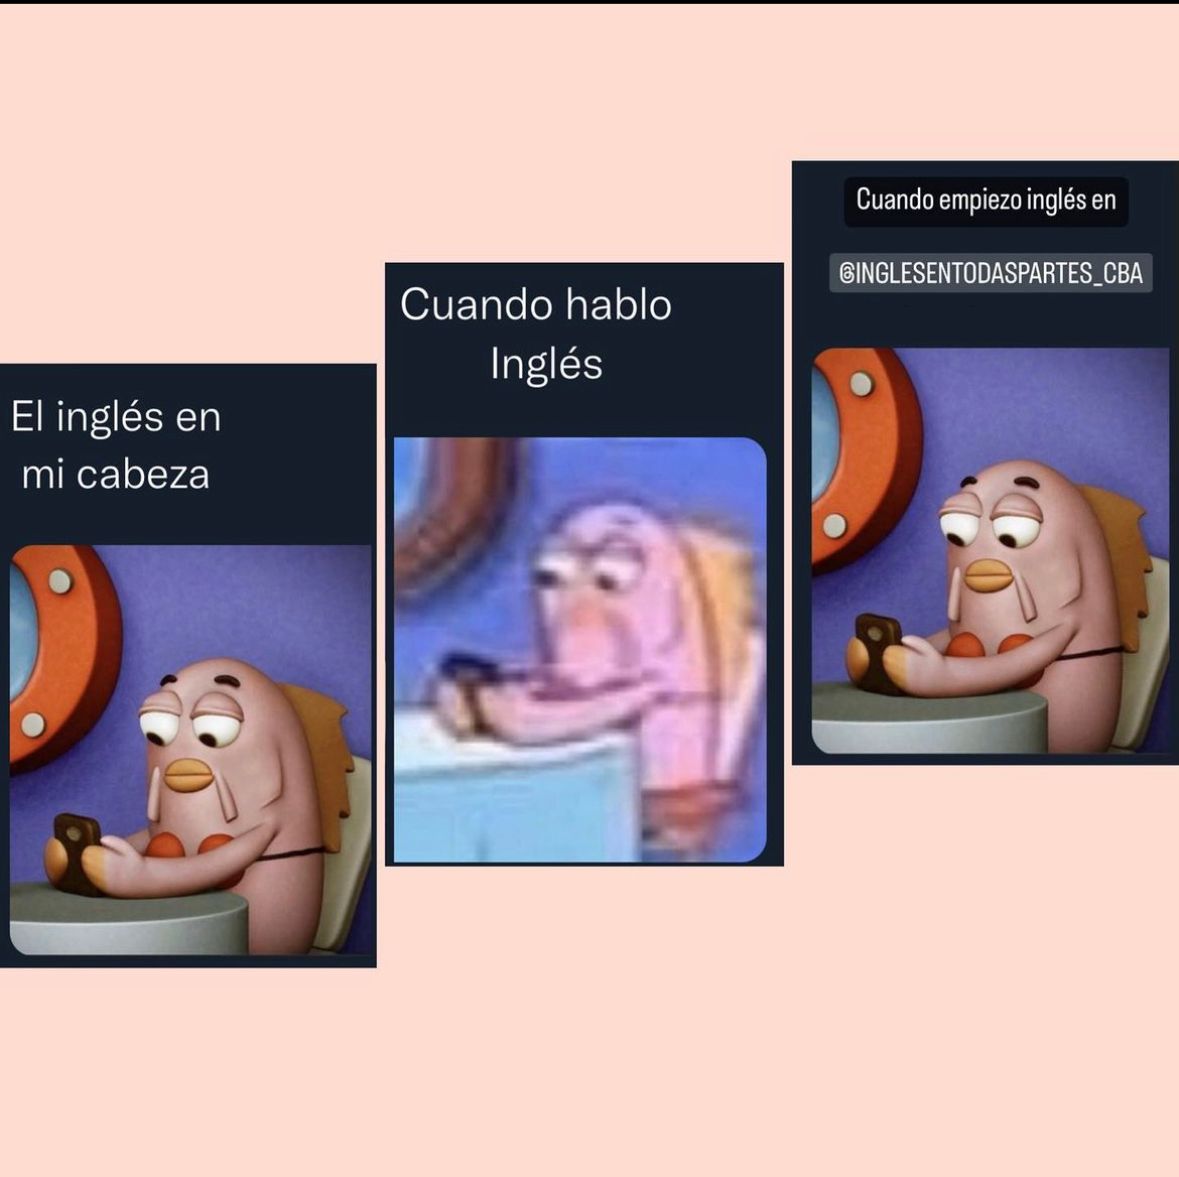 El inglés en
mi cabeza
Cuando hablo
Inglés
Cuando empiezo inglés en
@INGLESENTODASPARTES_CBA